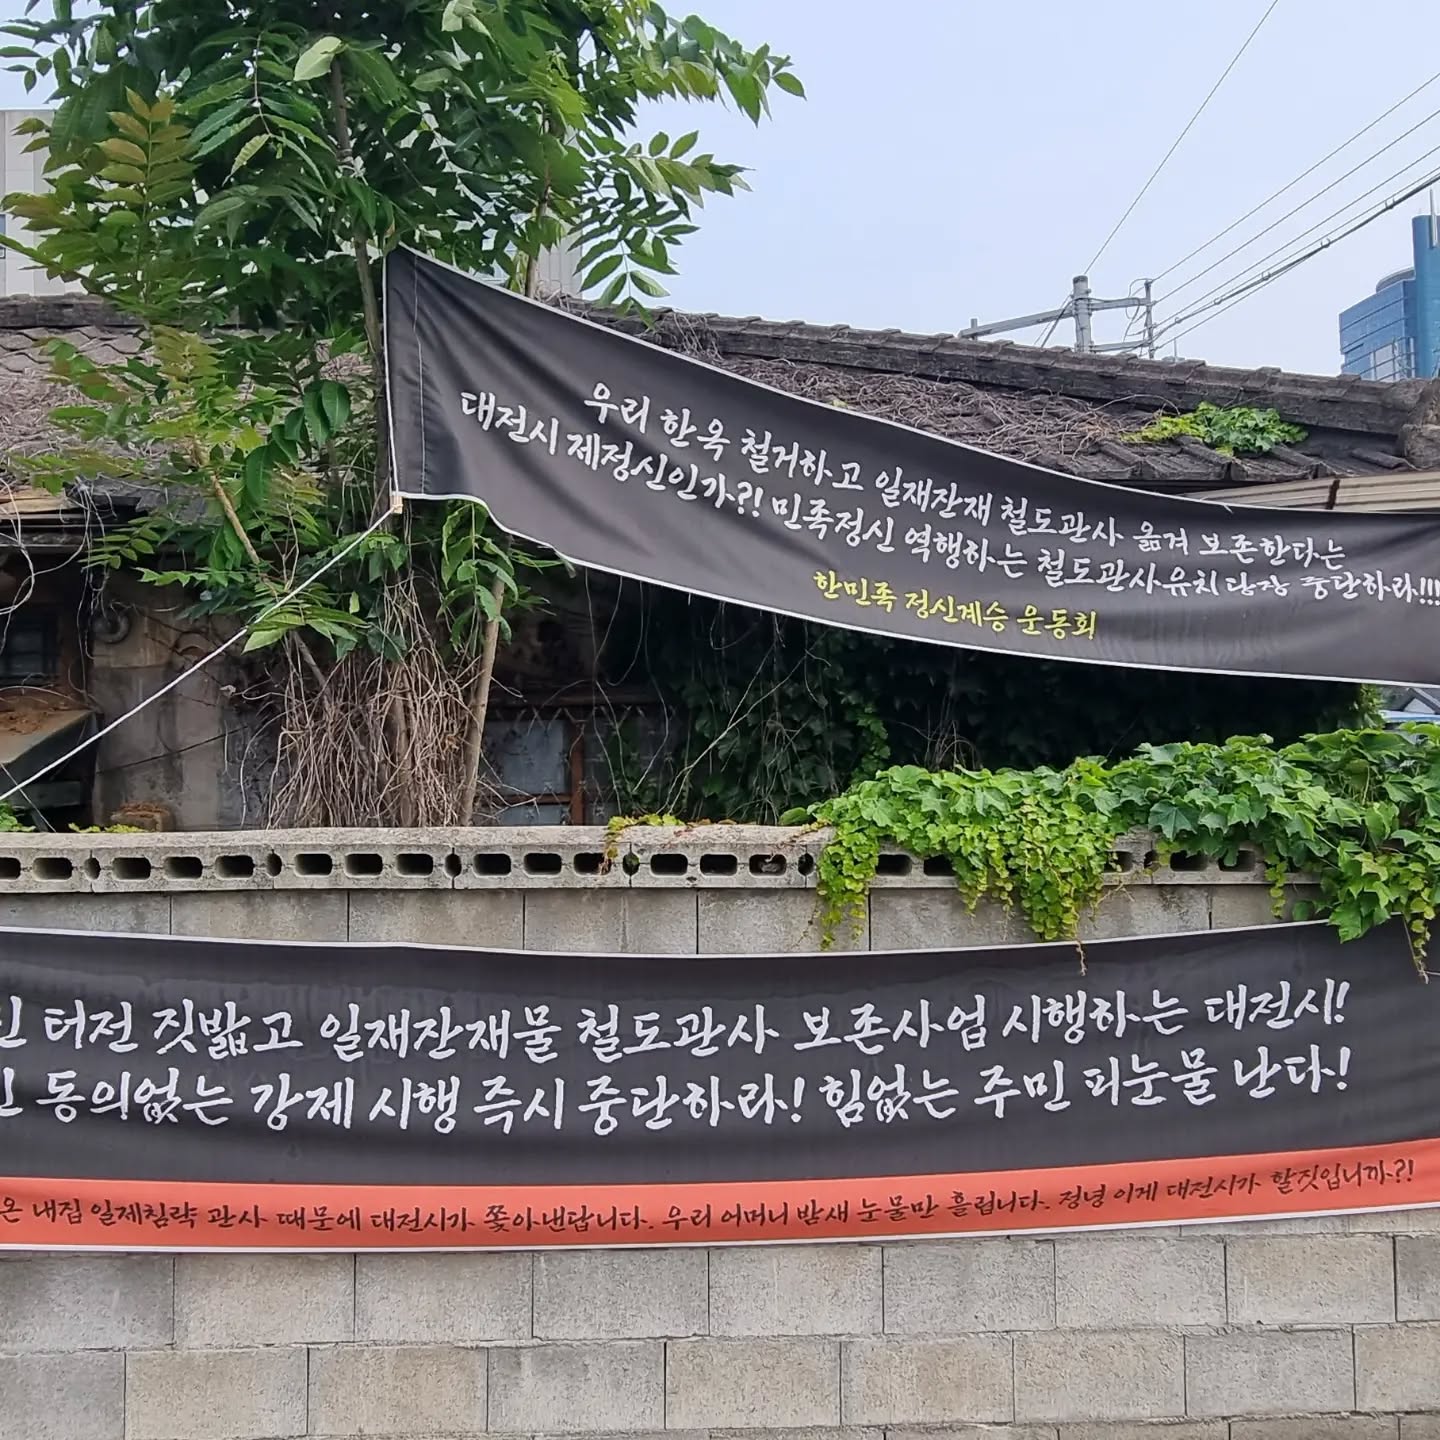 우리 한옥 철거하고 일재잔재 철도관사 옮겨 보존한다는
대전시 제정신인가?! 민족정신 역행하는 철도관사유치 당장 중단하라!!!
한민족 정신계승 운동회
터전 짓밟고 일재잔재물 철도관사 보존사업 시행하는 대전시!
동의없는 강제 시행 즉시 중단하라! 힘없는 주민 피눈물 난다!
온 내집 일제침략 관사 때문에 대전시가 쫓아낸답니다. 우리 어머니 밤새 눈물만 흘립니다. 정녕 이게 대전시가 할짓입니까?!